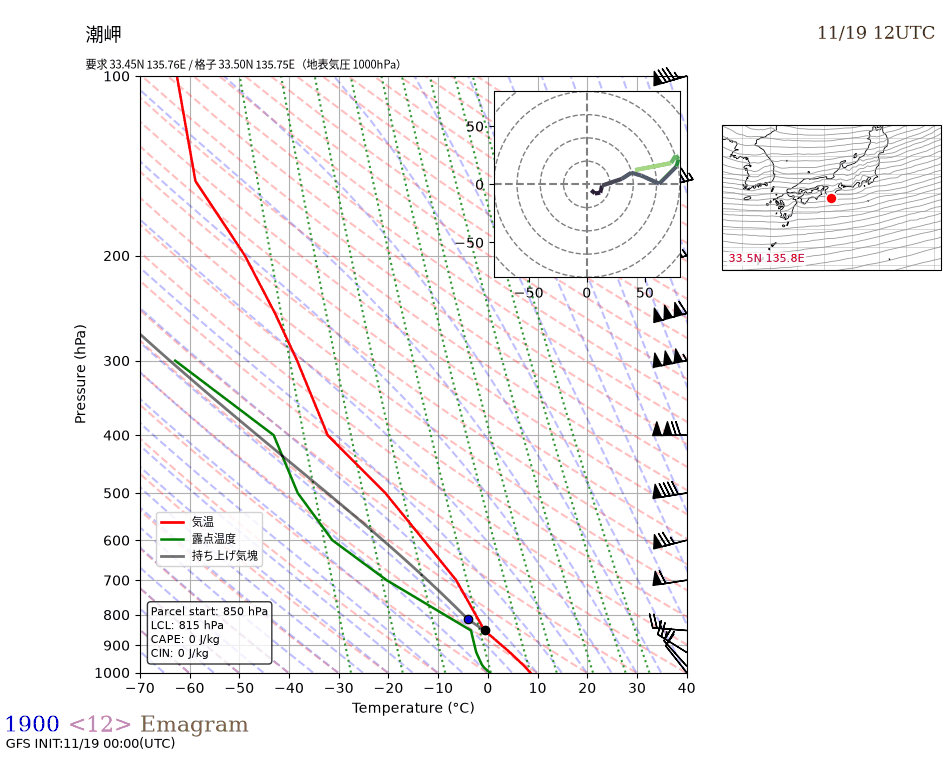 潮岬
11/19 12UTC
要求 33.45N 135.76E / 格子 33.50N 135.75E（地表気圧 1000hPa）
100
200
300
400
500
600
700
800
900
1000
Pressure (hPa)
50
0
−50
−50
0
50
33.5N 135.8E
気温
露点温度
持ち上げ気塊
Parcel start: 850 hPa
LCL: 815 hPa
CAPE: 0 J/kg
CIN: 0 J/kg
−70
−60
−50
−40
−30
−20
−10
0
10
20
30
40
Temperature (°C)
1900 <12> Emagram
GFS INIT:11/19 00:00(UTC)